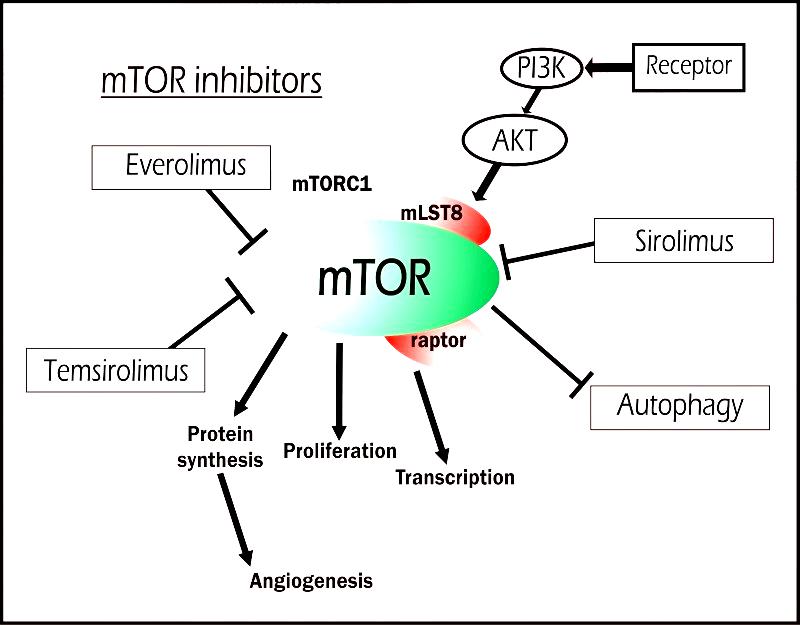 mTOR inhibitors
PI3K
Receptor
AKT
Everolimus
mTORC1
mLST8
Sirolimus
mTOR
raptor
Temsirolimus
Autophagy
Protein
synthesis
Proliferation
Transcription
Angiogenesis